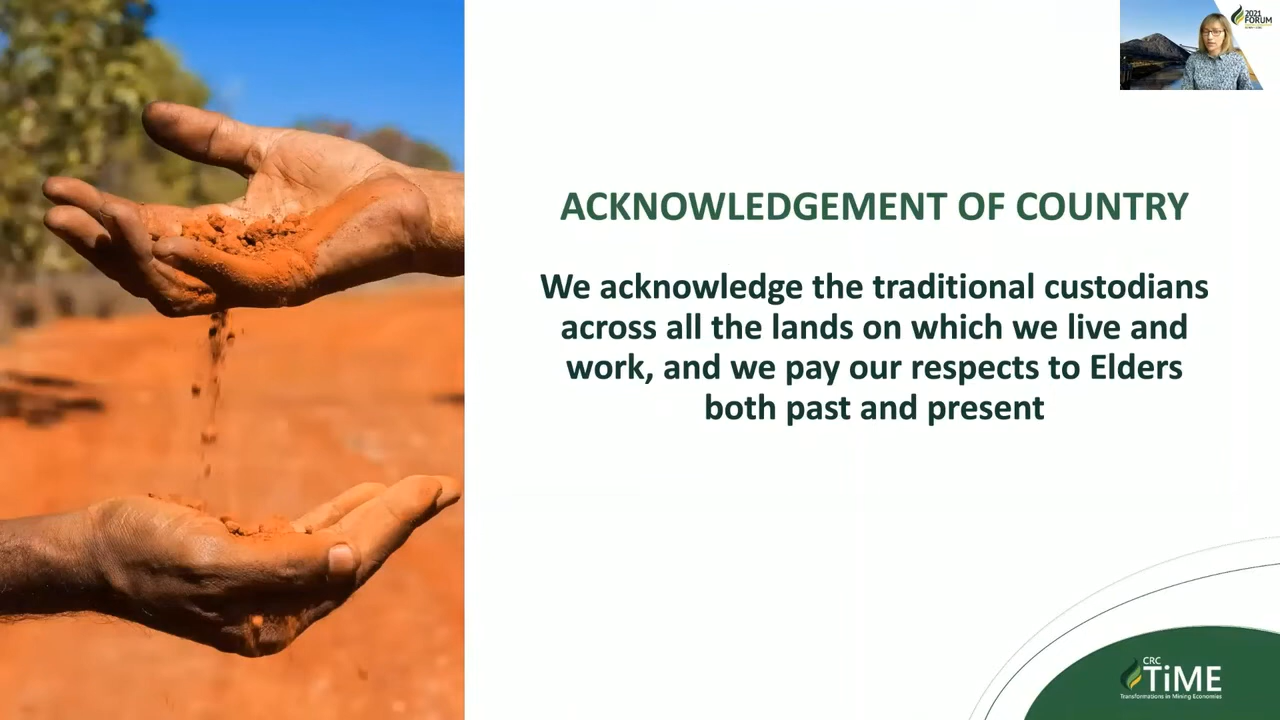 2021
FORUM
ACKNOWLEDGEMENT OF COUNTRY
We acknowledge the traditional custodians
across all the lands on which we live and
work, and we pay our respects to Elders
both past and present
CRC
TiME
Transformations in Mining Economies